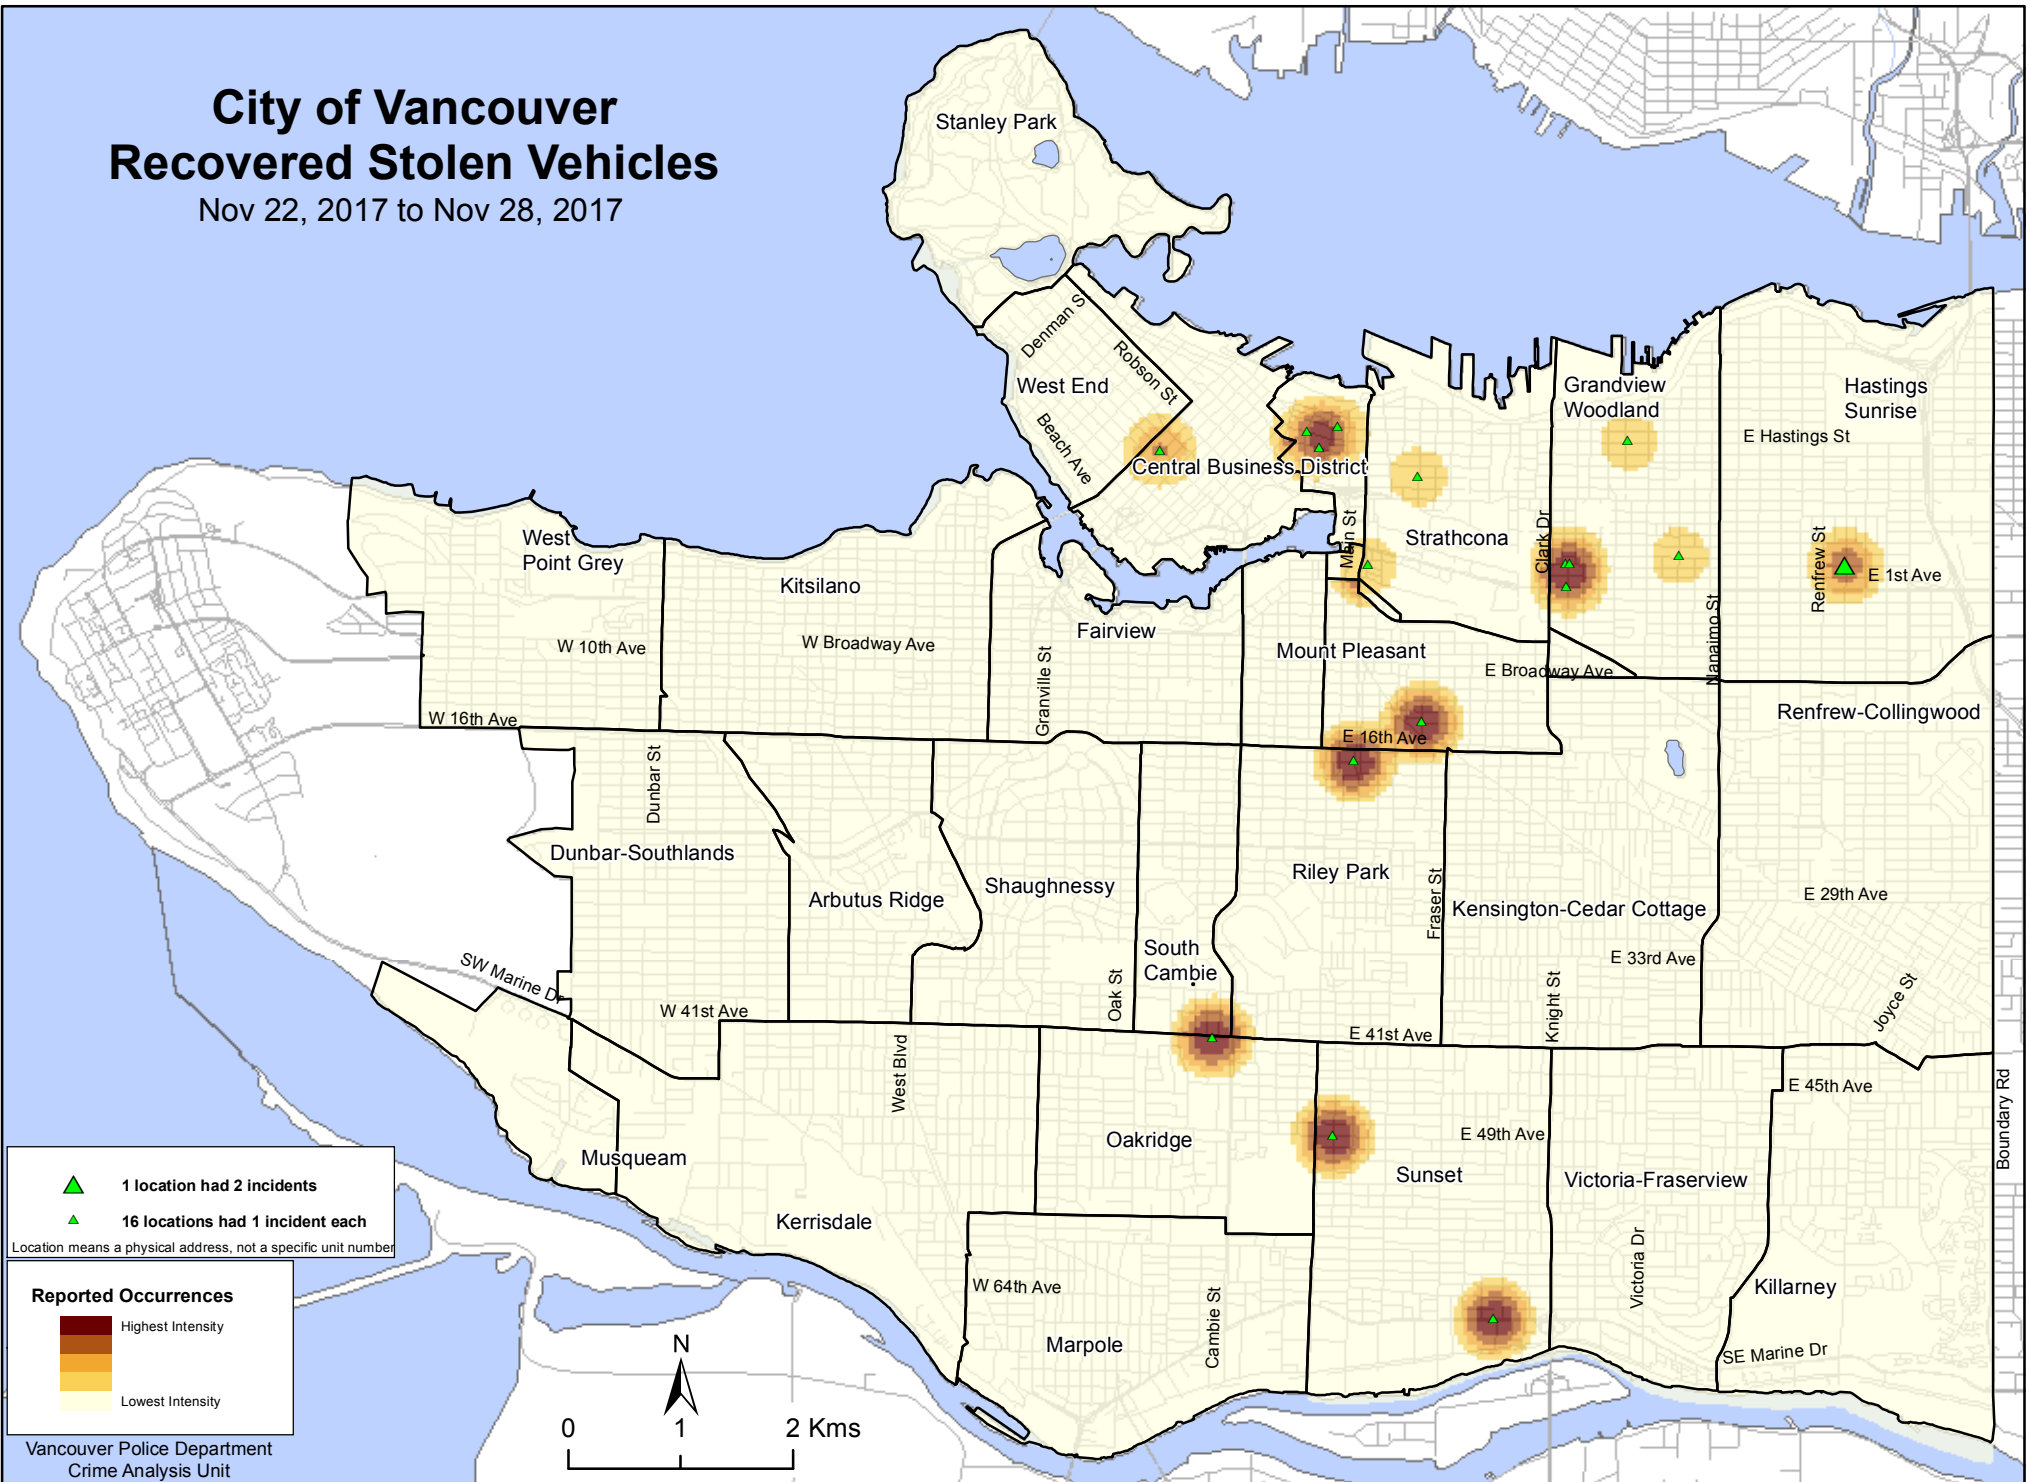 City of Vancouver
Recovered Stolen Vehicles
Nov 22, 2017 to Nov 28, 2017
Stanley Park
Denman S
Robson St
West End
Beach Ave
Central Business District
Grandview
Woodland
Hastings
Sunrise
E Hastings St
Main St
Strathcona
Clark Dr
Renfrew St
E 1st Ave
West
Point Grey
Kitsilano
Fairview
Nanaimo St
W 10th Ave
W Broadway Ave
Granville St
Mount Pleasant
E Broadway Ave
W 16th Ave
E 16th Ave
Renfrew-Collingwood
Dunbar St
Dunbar-Southlands
Arbutus Ridge
Shaughnessy
Riley Park
Fraser St
Kensington-Cedar Cottage
E 29th Ave
South
Cambie
E 33rd Ave
SW Marine Dr
W 41st Ave
Oak St
E 41st Ave
Knight St
Joyce St
West Blvd
E 45th Ave
Boundary Rd
Musqueam
Oakridge
E 49th Ave
Sunset
Victoria-Fraserview
Kerrisdale
Victoria Dr
W 64th Ave
Cambie St
Killarney
Marpole
SE Marine Dr
1 location had 2 incidents
16 locations had 1 incident each
Location means a physical address, not a specific unit number
Reported Occurrences
Highest Intensity
Lowest Intensity
Vancouver Police Department
Crime Analysis Unit
N
0 1 2 Kms